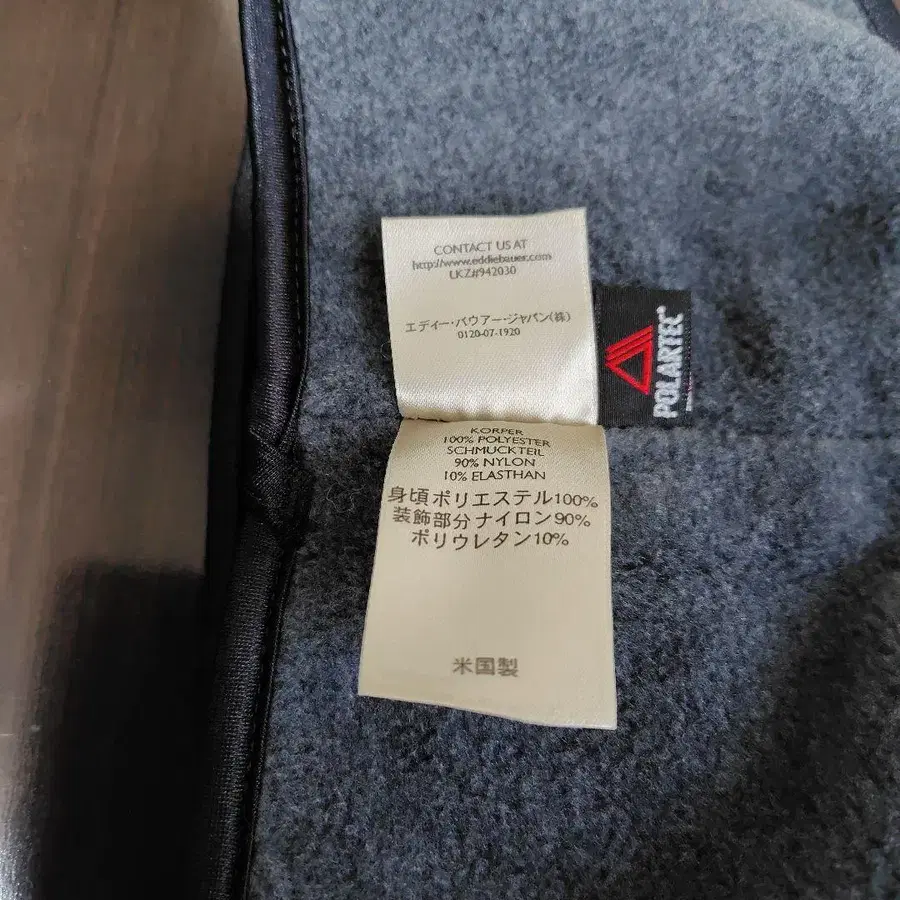 CONTACT US AT
http://www.eddiebauer.com
LKZ#942030
エディー・バウアー・ジャパン(株)
0120-07-1920
POLARTEC®
KORPER
100% POLYESTER
SCHMUCKTEIL
90% NYLON
10% ELASTHAN
身頃ポリエステル100%
装飾部分ナイロン90%
ポリウレタン10%
米国製